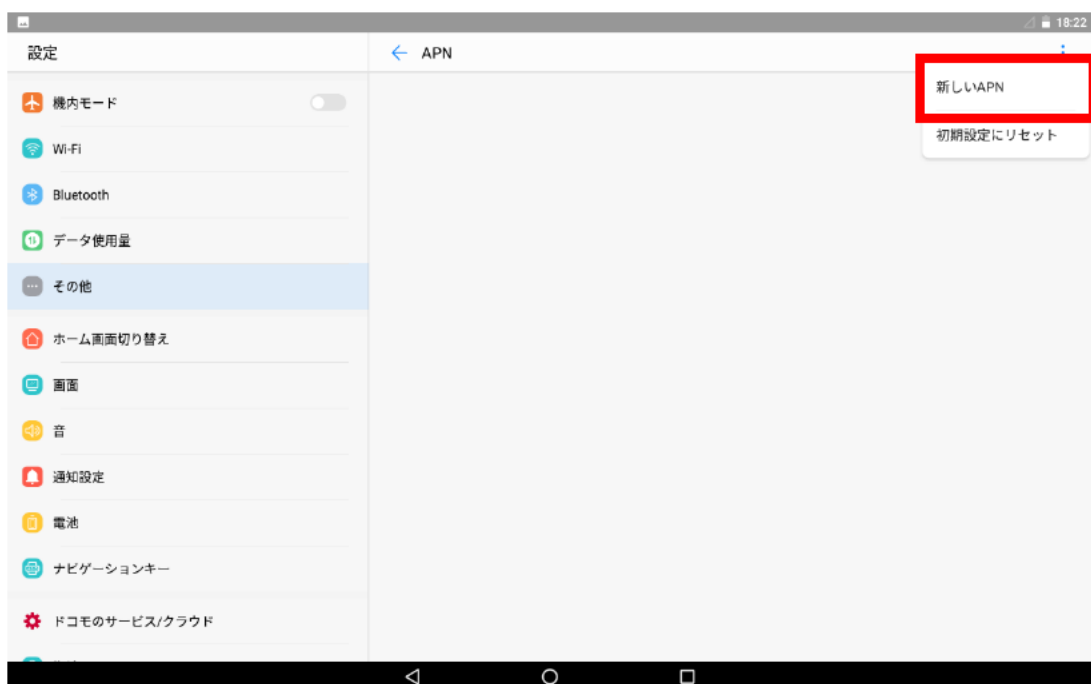 18:22
設定
APN
新しいAPN
初期設定にリセット
機内モード
Wi-Fi
Bluetooth
データ使用量
その他
ホーム画面切り替え
画面
音
通知設定
電池
ナビゲーションキー
ドコモのサービス/クラウド